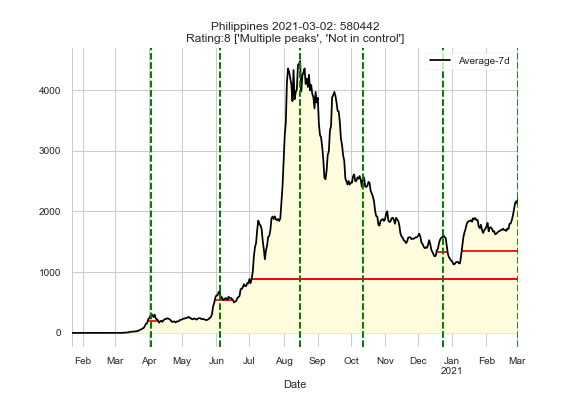 Philippines 2021-03-02: 580442
Rating:8 ['Multiple peaks', 'Not in control']
Average-7d
4000
3000
2000
1000
0
Feb Mar Apr May Jun Jul Aug Sep Oct Nov Dec Jan Feb Mar
2021
Date